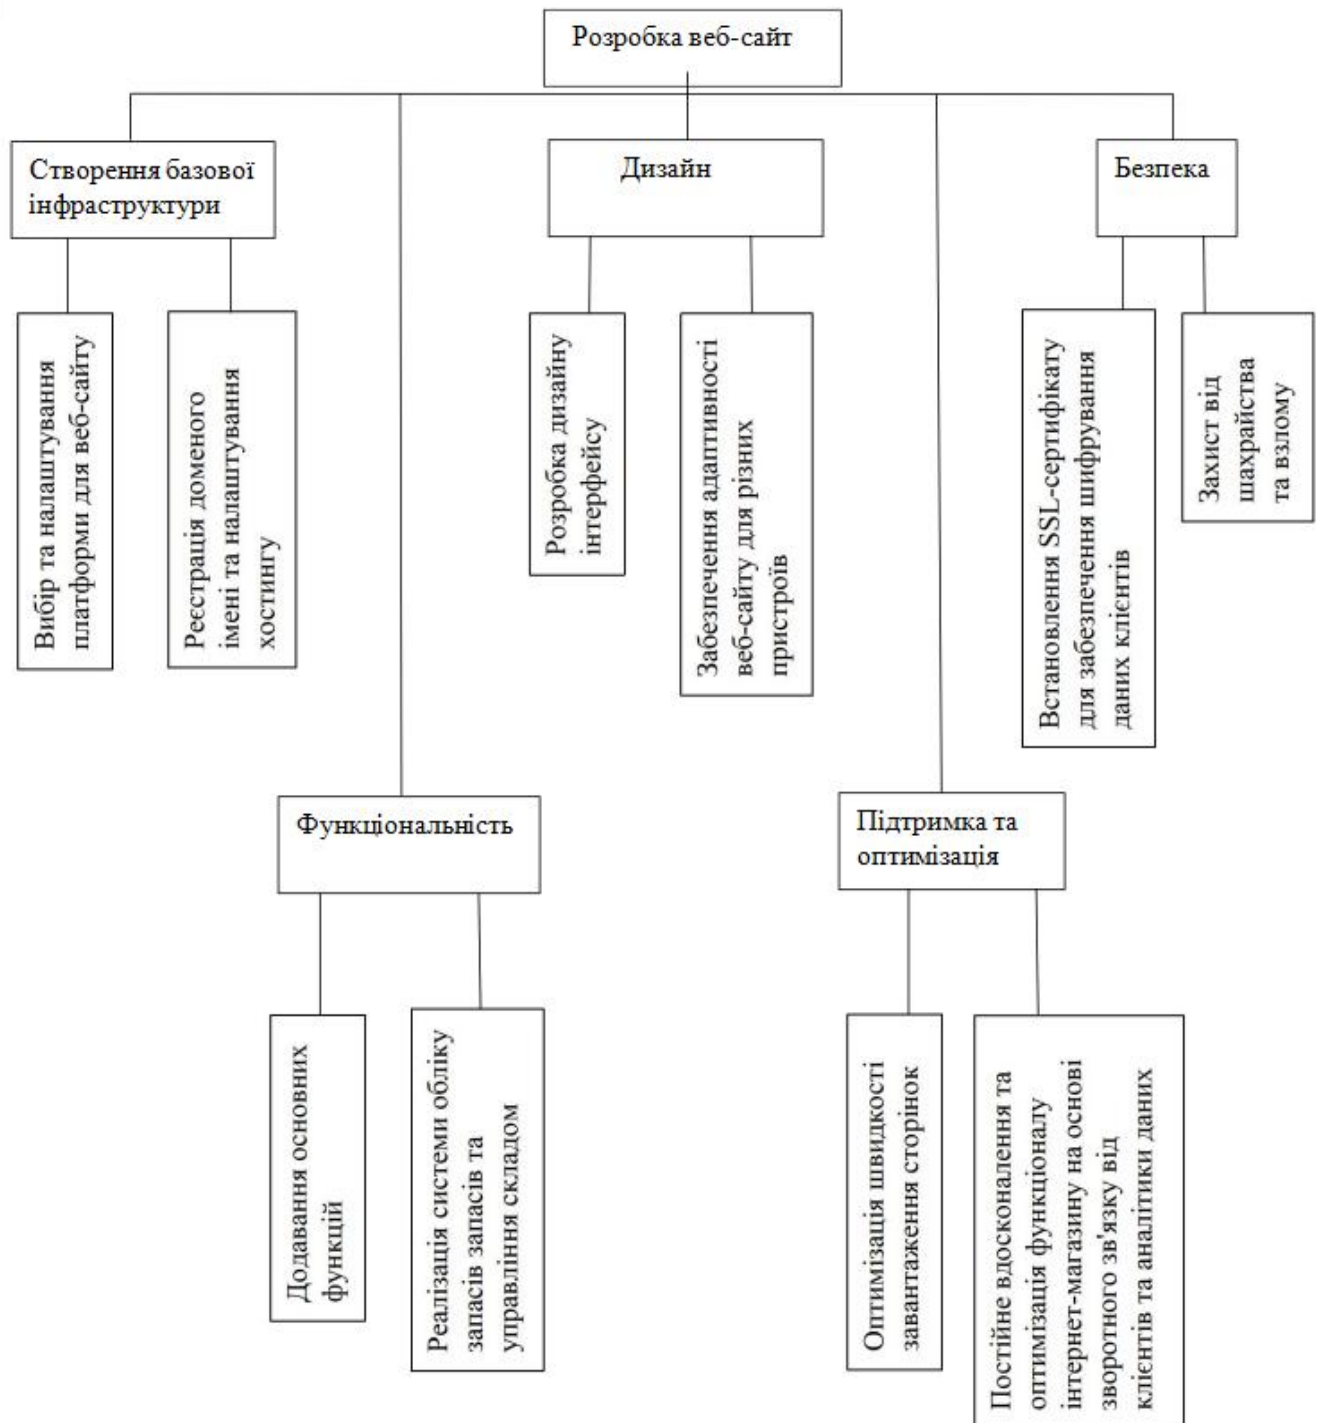 Розробка веб-сайт
Створення базової
інфраструктури
Дизайн
Безпека
Вибір та налаштування
платформи для веб-сайту
Реєстрація доменого
імені та налаштування
хостингу
Розробка дизайну
інтерфейсу
Забезпечення адаптивності
веб-сайту для різних
пристроїв
Встановлення SSL-сертифікату
для забезпечення шифрування
даних клієнтів
Захист від
шахрайства
та взлому
Функціональність
Підтримка та
оптимізація
Додавання основних
функцій
Реалізація системи обліку
запасів запасів та
управління складом
Оптимізація швидкості
завантаження сторінок
Постійне вдосконалення та
оптимізація функціоналу
інтернет-магазину на основі
зворотного зв'язку від
клієнтів та аналітики даних